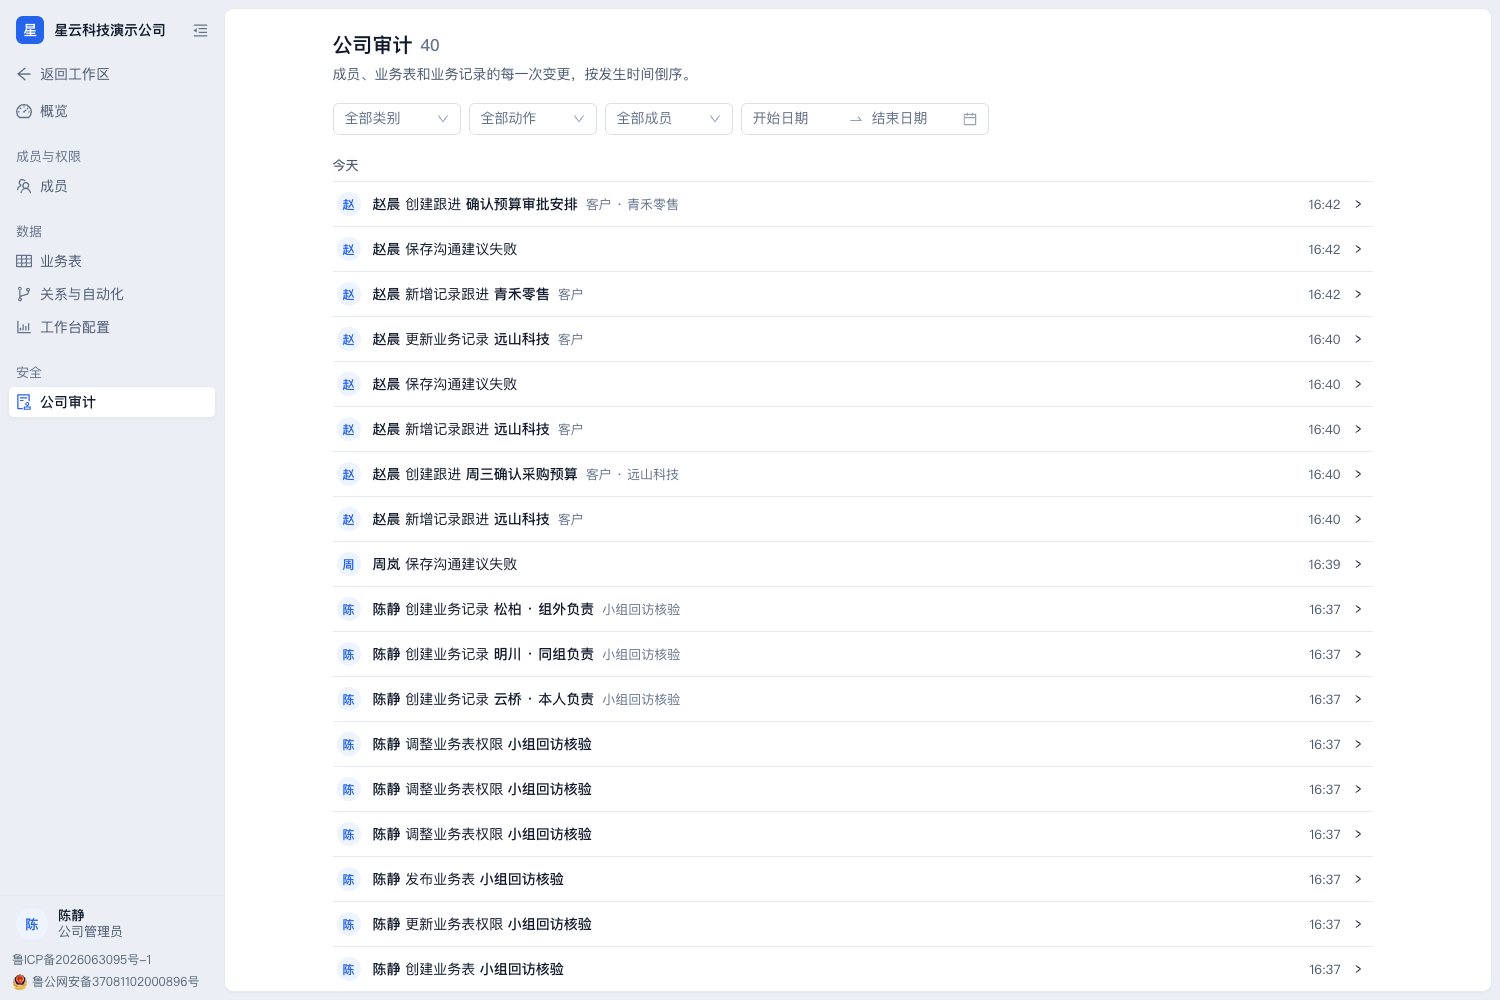 星 星云科技演示公司
返回工作区
概览
成员与权限
成员
数据
业务表
关系与自动化
工作台配置
安全
公司审计
陈 陈静
公司管理员
鲁ICP备2026063095号-1
鲁公网安备37081102000896号
公司审计 40
成员、业务表和业务记录的每一次变更，按发生时间倒序。
全部类别 全部动作 全部成员 开始日期 结束日期
今天
赵 赵晨 创建跟进 确认预算审批安排 客户 · 青禾零售 16:42
赵 赵晨 保存沟通建议失败 16:42
赵 赵晨 新增记录跟进 青禾零售 客户 16:42
赵 赵晨 更新业务记录 远山科技 客户 16:40
赵 赵晨 保存沟通建议失败 16:40
赵 赵晨 新增记录跟进 远山科技 客户 16:40
赵 赵晨 创建跟进 周三确认采购预算 客户 · 远山科技 16:40
赵 赵晨 新增记录跟进 远山科技 客户 16:40
周 周岚 保存沟通建议失败 16:39
陈 陈静 创建业务记录 松柏 · 组外负责 小组回访核验 16:37
陈 陈静 创建业务记录 明川 · 同组负责 小组回访核验 16:37
陈 陈静 创建业务记录 云桥 · 本人负责 小组回访核验 16:37
陈 陈静 调整业务表权限 小组回访核验 16:37
陈 陈静 调整业务表权限 小组回访核验 16:37
陈 陈静 调整业务表权限 小组回访核验 16:37
陈 陈静 发布业务表 小组回访核验 16:37
陈 陈静 更新业务表权限 小组回访核验 16:37
陈 陈静 创建业务表 小组回访核验 16:37